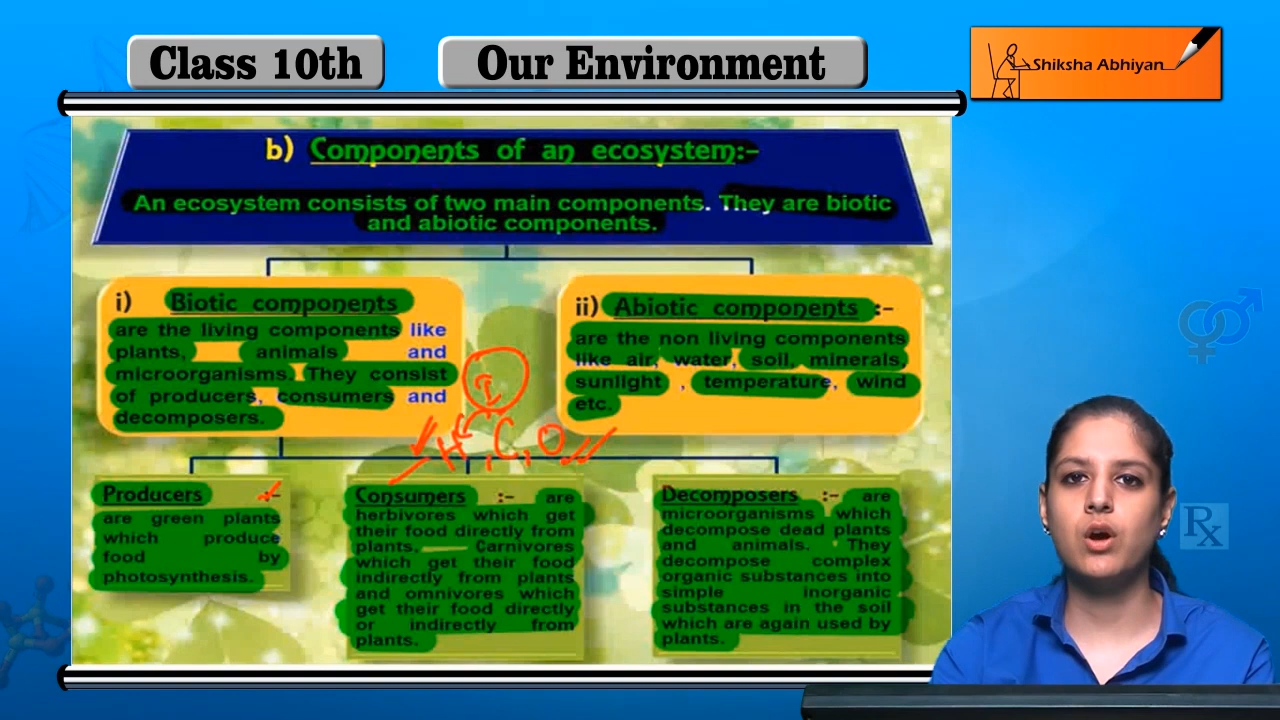 Class 10th
Our Environment
Shiksha Abhiyan
b) Components of an ecosystem:-
An ecosystem consists of two main components. They are biotic
and abiotic components.
i) Biotic components
are the living components like
plants, animals and
microorganisms. They consist
of producers, consumers and
decomposers.
ii) Abiotic components :-
are the non living components
like air, water, soil, minerals,
sunlight , temperature, wind
etc.
H, C, O
Producers :-
are green plants
which produce
food by
photosynthesis.
Consumers :- are
herbivores which get
their food directly from
plants. Carnivores
which get their food
indirectly from plants
and omnivores which
get their food directly
or indirectly from
plants.
Decomposers :- are
microorganisms which
decompose dead plants
and animals. They
decompose complex
organic substances into
simple inorganic
substances in the soil
which are again used by
plants.
Rx